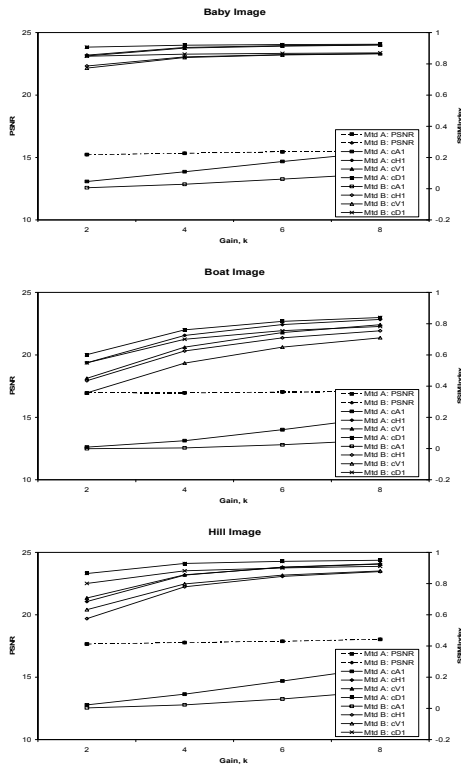 Baby Image
25
20
15
10
PSNR
1
0.8
0.6
0.4
0.2
0
-0.2
SSIM Index
Mtd A: PSNR
Mtd B: PSNR
Mtd A: cA1
Mtd A: cH1
Mtd A: cV1
Mtd A: cD1
Mtd B: cA1
Mtd B: cH1
Mtd B: cV1
Mtd B: cD1
2 4 6 8
Gain, k
Boat Image
25
20
15
10
PSNR
1
0.8
0.6
0.4
0.2
0
-0.2
SSIM Index
Mtd A: PSNR
Mtd B: PSNR
Mtd A: cA1
Mtd A: cH1
Mtd A: cV1
Mtd A: cD1
Mtd B: cA1
Mtd B: cH1
Mtd B: cV1
Mtd B: cD1
2 4 6 8
Gain, k
Hill Image
25
20
15
10
PSNR
1
0.8
0.6
0.4
0.2
0
-0.2
SSIM Index
Mtd A: PSNR
Mtd B: PSNR
Mtd A: cA1
Mtd A: cH1
Mtd A: cV1
Mtd A: cD1
Mtd B: cA1
Mtd B: cH1
Mtd B: cV1
Mtd B: cD1
2 4 6 8
Gain, k